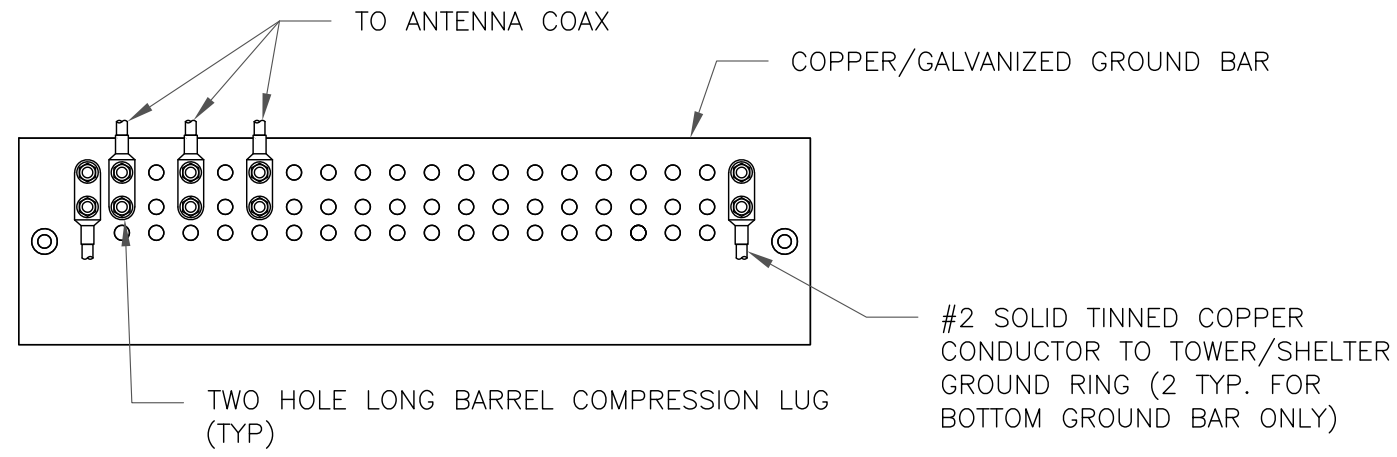 TO ANTENNA COAX
COPPER/GALVANIZED GROUND BAR
#2 SOLID TINNED COPPER
CONDUCTOR TO TOWER/SHELTER
GROUND RING (2 TYP. FOR
BOTTOM GROUND BAR ONLY)
TWO HOLE LONG BARREL COMPRESSION LUG
(TYP)